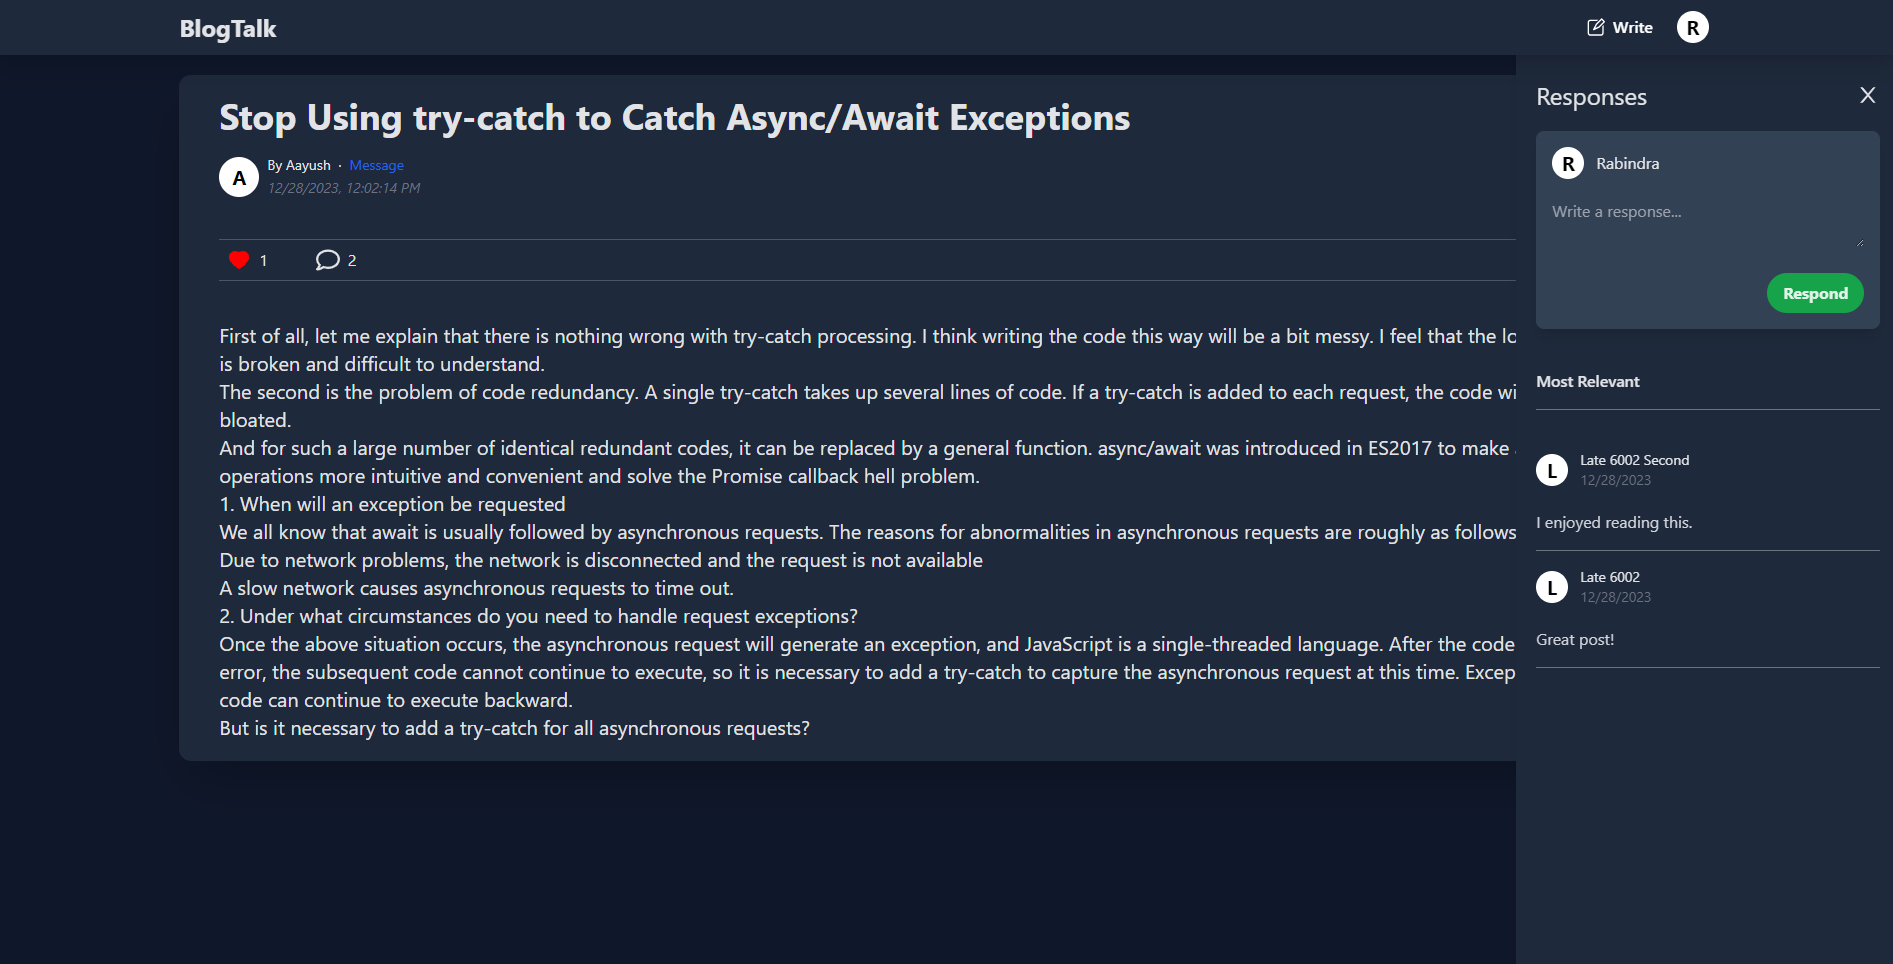 BlogTalk
Write
R
Stop Using try-catch to Catch Async/Await Exceptions
A
By Aayush · Message
12/28/2023, 12:02:14 PM
1
2
First of all, let me explain that there is nothing wrong with try-catch processing. I think writing the code this way will be a bit messy. I feel that the
is broken and difficult to understand.
The second is the problem of code redundancy. A single try-catch takes up several lines of code. If a try-catch is added to each request, the code
bloated.
And for such a large number of identical redundant codes, it can be replaced by a general function. async/await was introduced in ES2017 to make
operations more intuitive and convenient and solve the Promise callback hell problem.
1. When will an exception be requested
We all know that await is usually followed by asynchronous requests. The reasons for abnormalities in asynchronous requests are roughly as follows
Due to network problems, the network is disconnected and the request is not available
A slow network causes asynchronous requests to time out.
2. Under what circumstances do you need to handle request exceptions?
Once the above situation occurs, the asynchronous request will generate an exception, and JavaScript is a single-threaded language. After the code
error, the subsequent code cannot continue to execute, so it is necessary to add a try-catch to capture the asynchronous request at this time.
code can continue to execute backward.
But is it necessary to add a try-catch for all asynchronous requests?
Responses
X
R
Rabindra
Write a response...
Respond
Most Relevant
L
Late 6002 Second
12/28/2023
I enjoyed reading this.
L
Late 6002
12/28/2023
Great post!